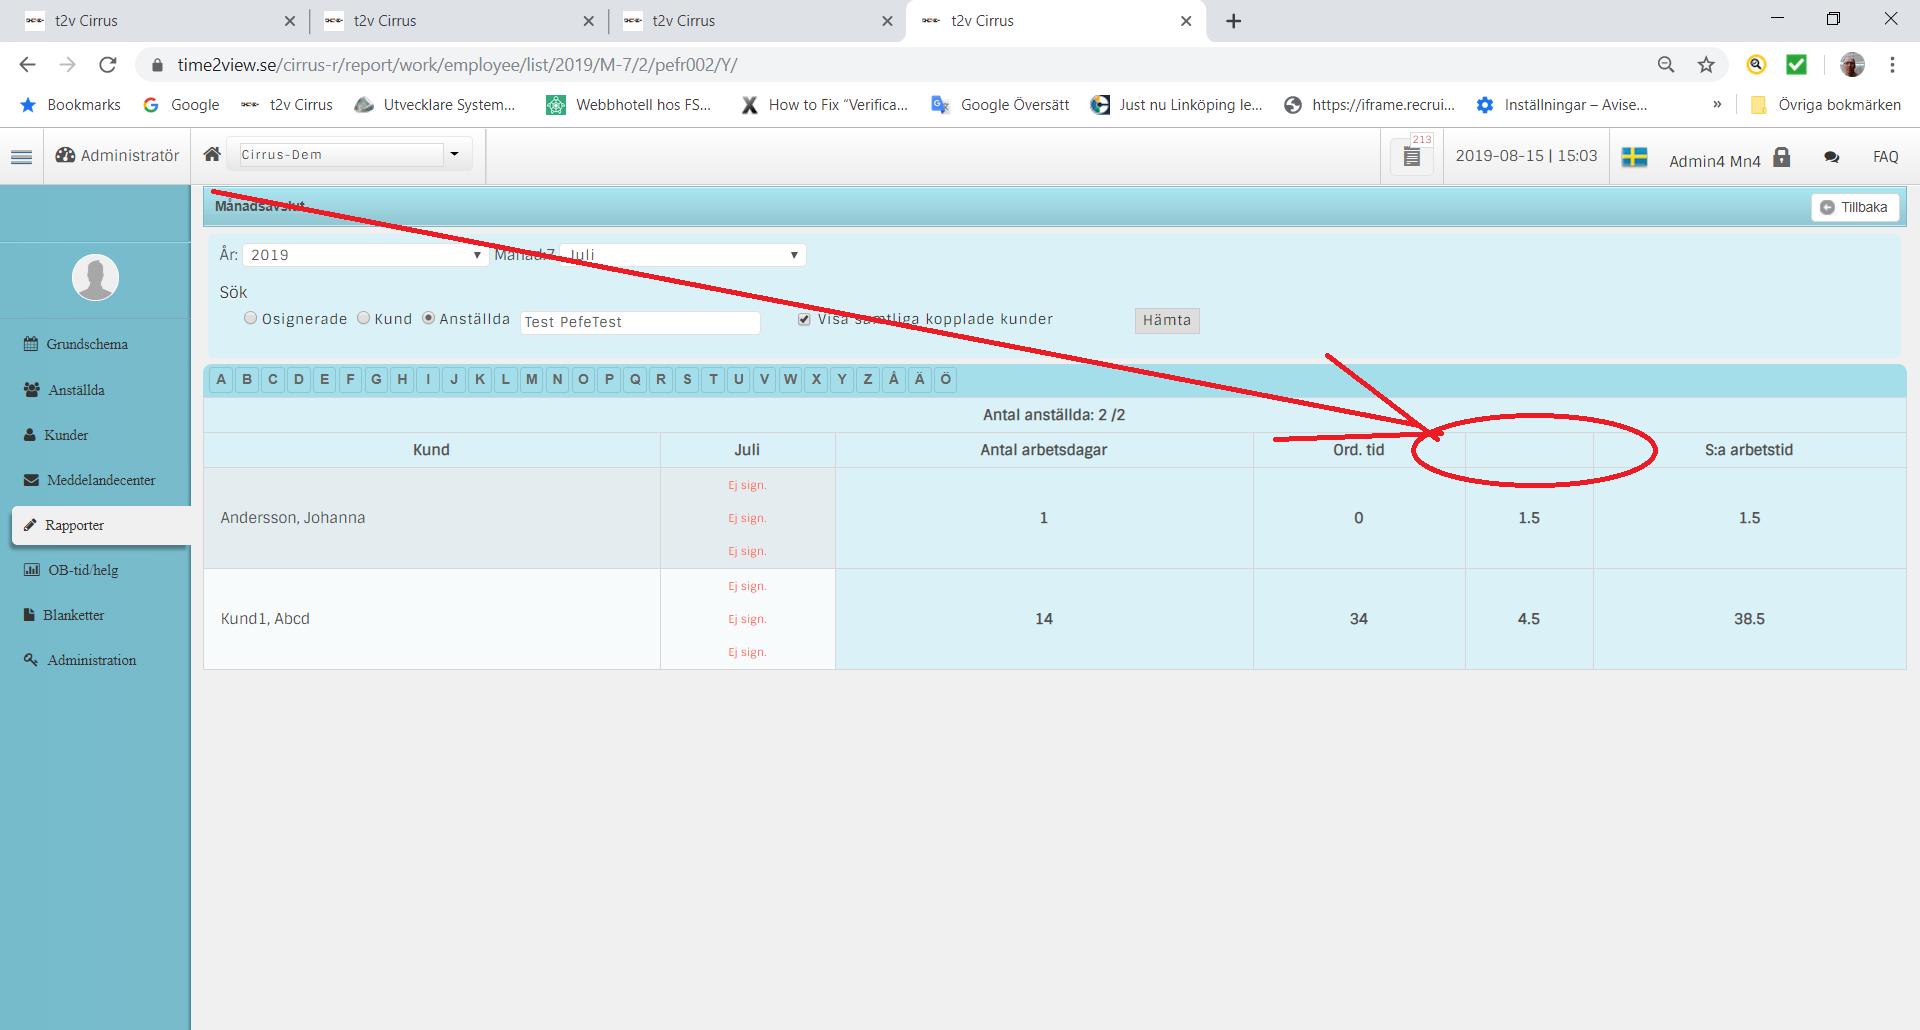 t2v Cirrus
t2v Cirrus
t2v Cirrus
t2v Cirrus
time2view.se/cirrus-r/report/work/employee/list/2019/M-7/2/pefr002/Y/
Bookmarks Google t2v Cirrus Utvecklare System... Webbhotell hos FS... How to Fix “Verifica... Google Översätt Just nu Linköping le... https://iframe.recrui... Inställningar – Avise... » Övriga bokmärken
Administratör Cirrus-Dem 213 2019-08-15 | 15:03 Admin4 Mn4 FAQ
Månadsavslut Tillbaka
År: 2019 Månad:7 Juli
Sök
Osignerade Kund Anställda Test PefeTest Visa samtliga kopplade kunder Hämta
A B C D E F G H I J K L M N O P Q R S T U V W X Y Z Å Ä Ö
Antal anställda: 2 /2
Kund Juli Antal arbetsdagar Ord. tid S:a arbetstid
Ej sign.
Andersson, Johanna Ej sign. 1 0 1.5 1.5
Ej sign.
Ej sign.
Kund1, Abcd Ej sign. 14 34 4.5 38.5
Ej sign.
Grundschema
Anställda
Kunder
Meddelandecenter
Rapporter
OB-tid/helg
Blanketter
Administration